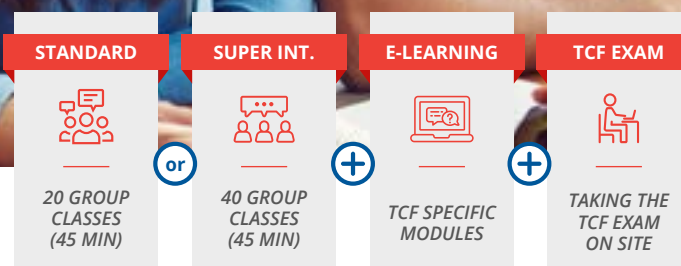 STANDARD
20 GROUP
CLASSES
(45 MIN)
or
SUPER INT.
40 GROUP
CLASSES
(45 MIN)
+
E-LEARNING
TCF SPECIFIC
MODULES
+
TCF EXAM
TAKING THE
TCF EXAM
ON SITE